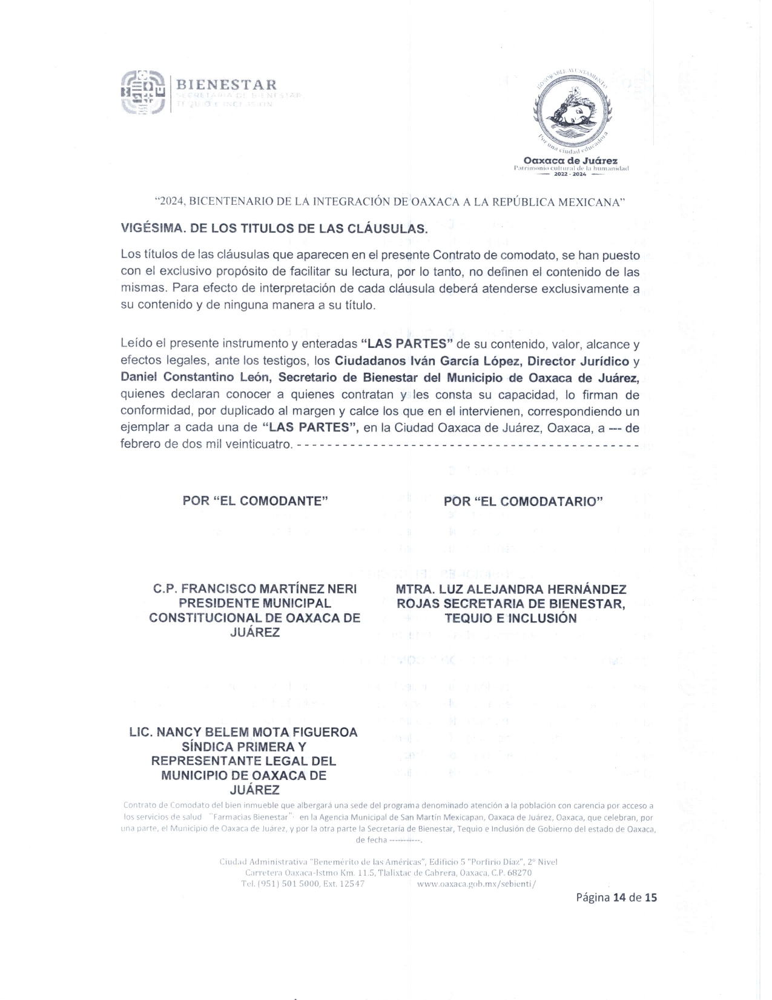 BIENESTAR
SECRETARÍA DE BIENESTAR,
TEQUIO E INCLUSIÓN
HONORABLE AYUNTAMIENTO
Por una ciudad educadora
Oaxaca de Juárez
Patrimonio cultural de la humanidad
2022 - 2024
“2024, BICENTENARIO DE LA INTEGRACIÓN DE OAXACA A LA REPÚBLICA MEXICANA”
VIGÉSIMA. DE LOS TITULOS DE LAS CLÁUSULAS.
Los títulos de las cláusulas que aparecen en el presente Contrato de comodato, se han puesto
con el exclusivo propósito de facilitar su lectura, por lo tanto, no definen el contenido de las
mismas. Para efecto de interpretación de cada cláusula deberá atenderse exclusivamente a
su contenido y de ninguna manera a su título.
Leído el presente instrumento y enteradas “LAS PARTES” de su contenido, valor, alcance y
efectos legales, ante los testigos, los Ciudadanos Iván García López, Director Jurídico y
Daniel Constantino León, Secretario de Bienestar del Municipio de Oaxaca de Juárez,
quienes declaran conocer a quienes contratan y les consta su capacidad, lo firman de
conformidad, por duplicado al margen y calce los que en el intervienen, correspondiendo un
ejemplar a cada una de “LAS PARTES”, en la Ciudad Oaxaca de Juárez, Oaxaca, a --- de
febrero de dos mil veinticuatro. - - - - - - - - - - - - - - - - - - - - - - - - - - - - - - - - - - - - - - - - - - - - -
POR “EL COMODANTE”
POR “EL COMODATARIO”
C.P. FRANCISCO MARTÍNEZ NERI
PRESIDENTE MUNICIPAL
CONSTITUCIONAL DE OAXACA DE
JUÁREZ
MTRA. LUZ ALEJANDRA HERNÁNDEZ
ROJAS SECRETARIA DE BIENESTAR,
TEQUIO E INCLUSIÓN
LIC. NANCY BELEM MOTA FIGUEROA
SÍNDICA PRIMERA Y
REPRESENTANTE LEGAL DEL
MUNICIPIO DE OAXACA DE
JUÁREZ
Contrato de Comodato del bien inmueble que albergará una sede del programa denominado atención a la población con carencia por acceso a
los servicios de salud ¨Farmacias Bienestar¨ en la Agencia Municipal de San Martín Mexicapan, Oaxaca de Juárez, Oaxaca, que celebran, por
una parte, el Municipio de Oaxaca de Juárez, y por la otra parte la Secretaría de Bienestar, Tequio e Inclusión de Gobierno del estado de Oaxaca,
de fecha ----------.
Ciudad Administrativa "Benemérito de las Américas", Edificio 5 "Porfirio Díaz", 2° Nivel
Carretera Oaxaca-Istmo Km. 11.5, Tlalixtac de Cabrera, Oaxaca, C.P. 68270
Tel. (951) 501 5000, Ext. 12547 www.oaxaca.gob.mx/sebienti/
Página 14 de 15